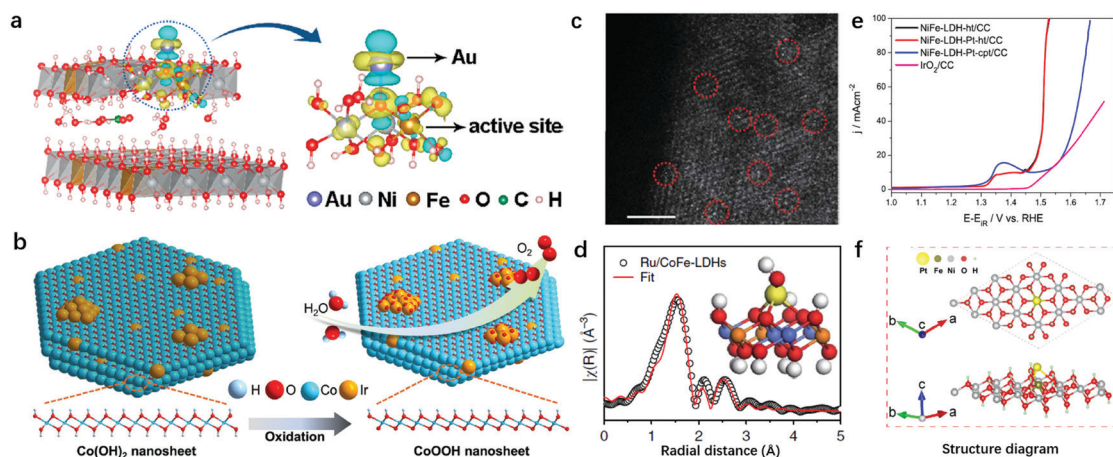 a
Au
active site
Au Ni Fe O C H
b
H₂O
O₂
H O Co Ir
Co(OH)₂ nanosheet
Oxidation
CoOOH nanosheet
c
d
Ru/CoFe-LDHs
Fit
|χ(R)| (Å⁻³)
0 1 2 3 4 5
Radial distance (Å)
e
NiFe-LDH-ht/CC
NiFe-LDH-Pt-ht/CC
NiFe-LDH-Pt-cpt/CC
IrO₂/CC
j / mAcm⁻²
100
80
60
40
20
0
1.0 1.1 1.2 1.3 1.4 1.5 1.6 1.7
E-E_iR / V vs. RHE
f
Pt Fe Ni O H
b c a
c
b a
Structure diagram